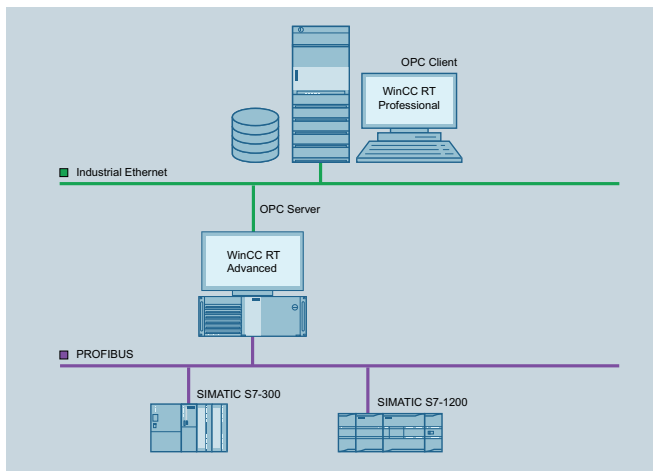 OPC Client
WinCC RT
Professional
Industrial Ethernet
OPC Server
WinCC RT
Advanced
PROFIBUS
SIMATIC S7-300
SIMATIC S7-1200